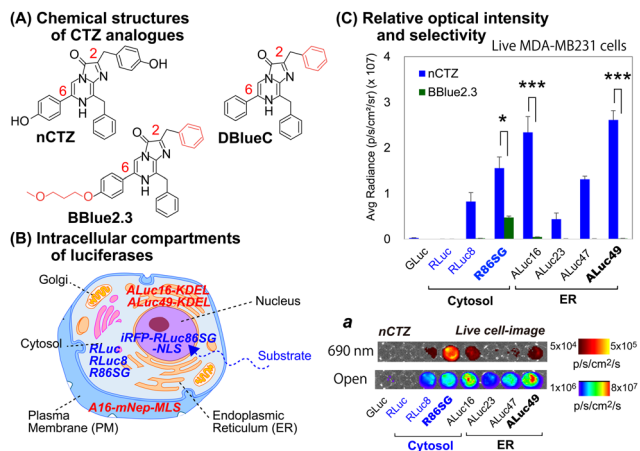 (A) Chemical structures
of CTZ analogues
O
2
OH
N
N
6
N
H
HO
nCTZ
O
2
N
N
6
N
H
DBlueC
O
2
N
N
6
N
H
O
O
BBlue2.3
(B) Intracellular compartments
of luciferases
Golgi
ALuc16-KDEL
ALuc49-KDEL
Nucleus
iRFP-RLuc86SG
-NLS
Cytosol
RLuc
RLuc8
R86SG
Substrate
A16-mNep-MLS
Plasma
Membrane (PM)
Endoplasmic
Reticulum (ER)
(C) Relative optical intensity
and selectivity
Live MDA-MB231 cells
Avg Radiance (p/s/cm²/sr) (x 107)
4
3
2
1
0
nCTZ
BBlue2.3
*
***
***
GLuc
RLuc
RLuc8
R86SG
ALuc16
ALuc23
ALuc47
ALuc49
Cytosol
ER
a
nCTZ
Live cell-image
690 nm
5x10⁴
5x10⁵
p/s/cm²/s
Open
1x10⁶
8x10⁷
p/s/cm²/s
GLuc
RLuc
RLuc8
R86SG
ALuc16
ALuc23
ALuc47
ALuc49
Cytosol
ER